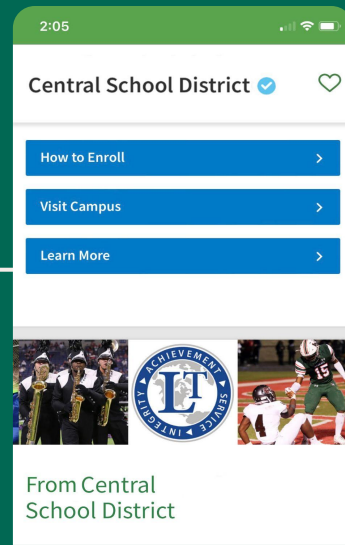 2:05
Central School District
How to Enroll
Visit Campus
Learn More
ACHIEVEMENT
SERVICE
INTEGRITY
LT
15
4
From Central
School District